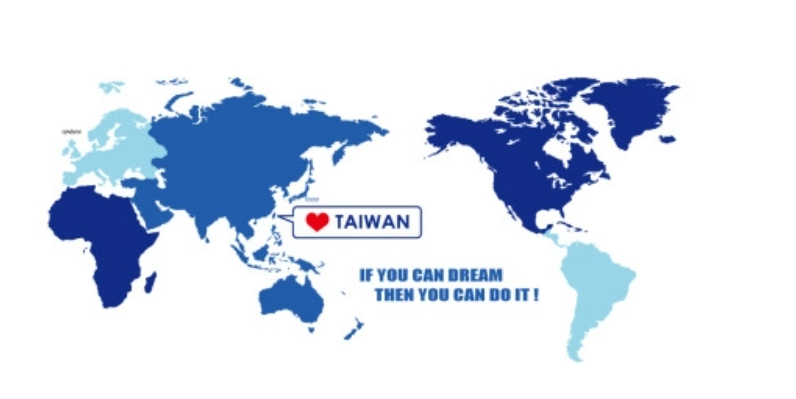 TAIWAN
IF YOU CAN DREAM
THEN YOU CAN DO IT !